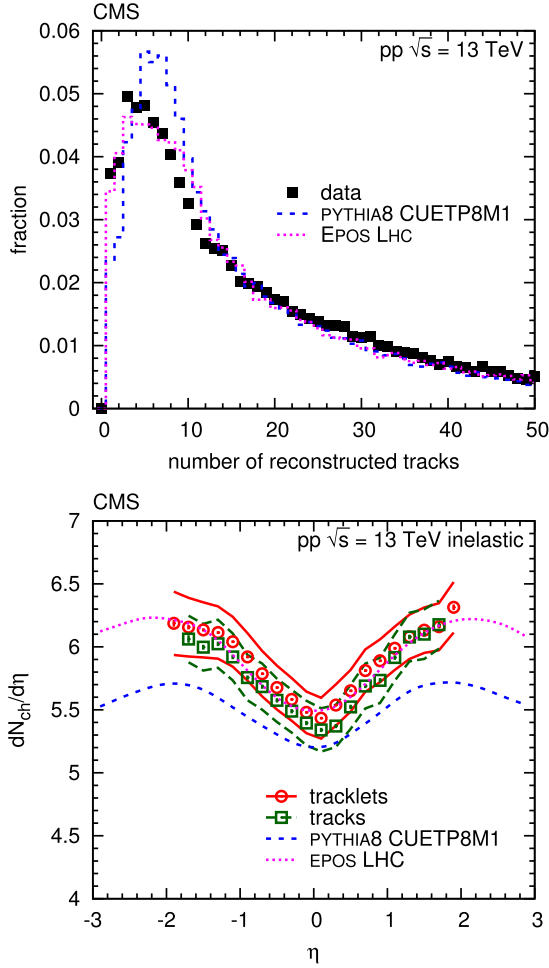 CMS
pp √s = 13 TeV
0.06
0.05
0.04
0.03
0.02
0.01
0
fraction
data
PYTHIA8 CUETP8M1
EPOS LHC
0 10 20 30 40 50
number of reconstructed tracks
CMS
pp √s = 13 TeV inelastic
7
6.5
6
5.5
5
4.5
4
dNch/dη
tracklets
tracks
PYTHIA8 CUETP8M1
EPOS LHC
-3 -2 -1 0 1 2 3
η